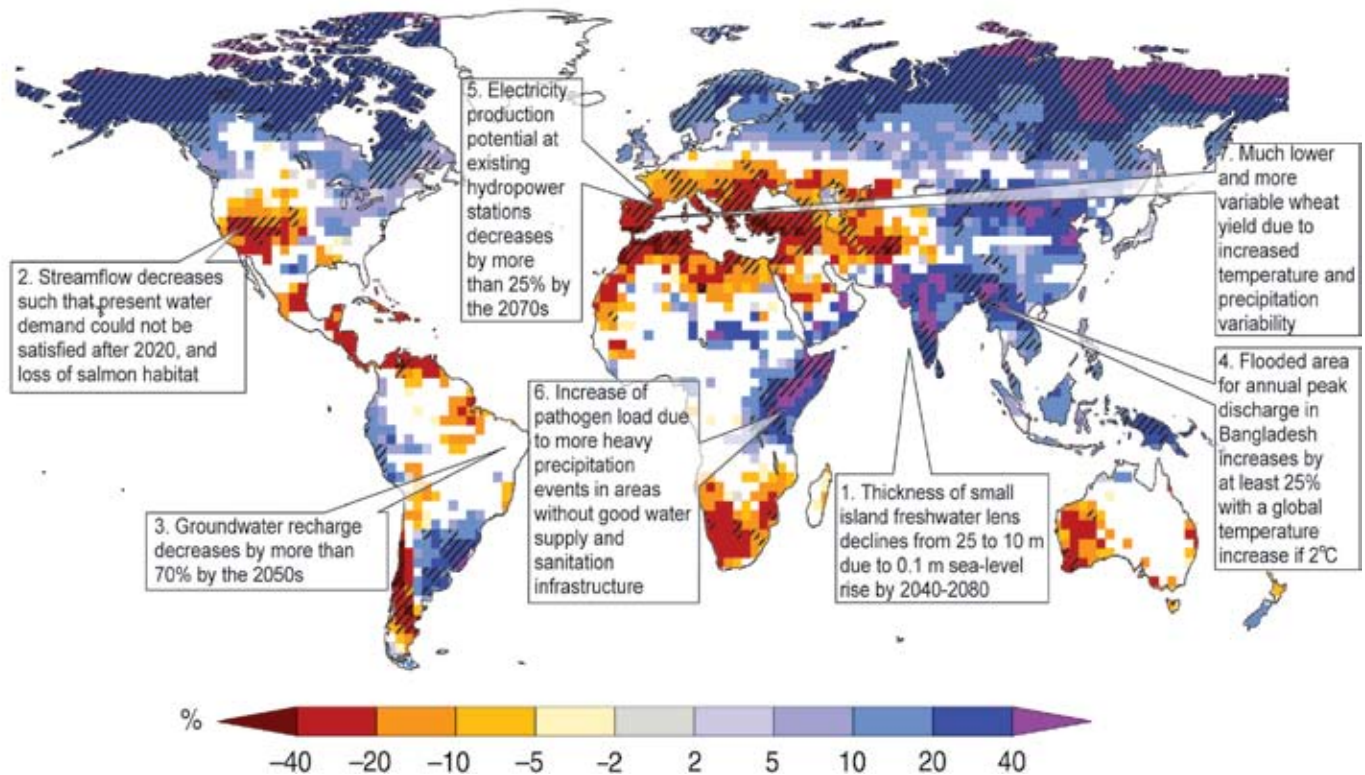 5. Electricity
production
potential at
existing
hydropower
stations
decreases
by more
than 25% by
the 2070s
7. Much lower
and more
variable wheat
yield due to
increased
temperature and
precipitation
variability
2. Streamflow decreases
such that present water
demand could not be
satisfied after 2020, and
loss of salmon habitat
4. Flooded area
for annual peak
discharge in
Bangladesh
increases by
at least 25%
with a global
temperature
increase if 2°C
6. Increase of
pathogen load due
to more heavy
precipitation
events in areas
without good water
supply and
sanitation
infrastructure
1. Thickness of small
island freshwater lens
declines from 25 to 10 m
due to 0.1 m sea-level
rise by 2040-2080
3. Groundwater recharge
decreases by more than
70% by the 2050s
%
–40 –20 –10 –5 –2 2 5 10 20 40